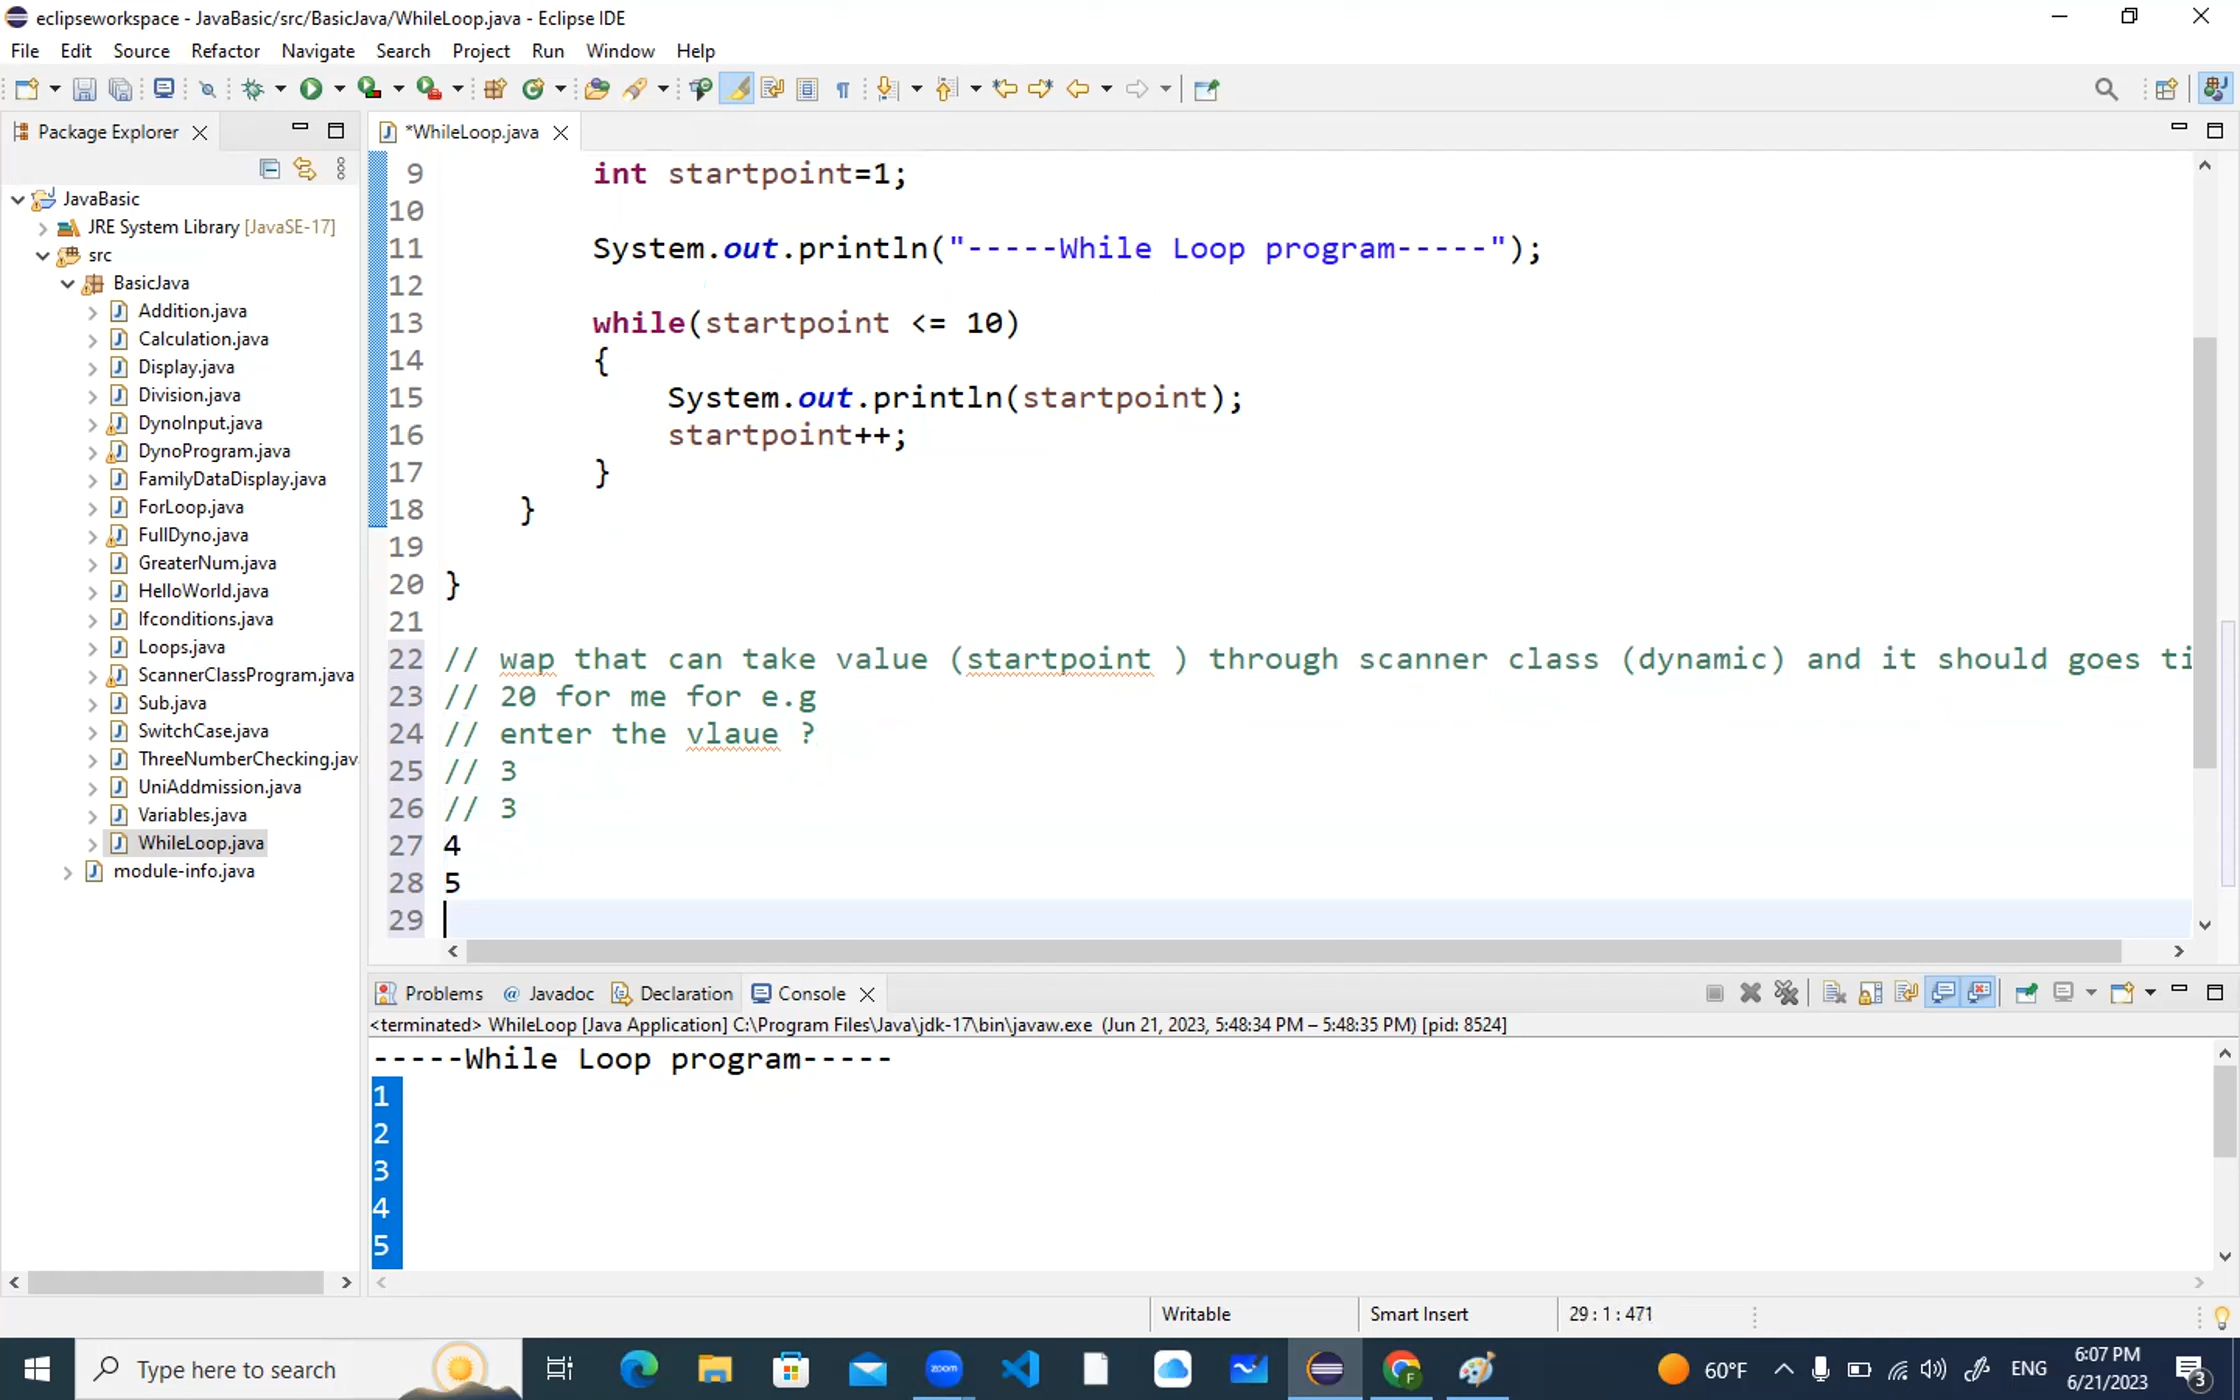 eclipseworkspace - JavaBasic/src/BasicJava/WhileLoop.java - Eclipse IDE
File Edit Source Refactor Navigate Search Project Run Window Help
Package Explorer
*WhileLoop.java
JavaBasic
JRE System Library [JavaSE-17]
src
BasicJava
Addition.java
Calculation.java
Display.java
Division.java
DynoInput.java
DynoProgram.java
FamilyDataDisplay.java
ForLoop.java
FullDyno.java
GreaterNum.java
HelloWorld.java
Ifconditions.java
Loops.java
ScannerClassProgram.java
Sub.java
SwitchCase.java
ThreeNumberChecking.jav
UniAddmission.java
Variables.java
WhileLoop.java
module-info.java
9 int startpoint=1;
10
11 System.out.println("-----While Loop program-----");
12
13 while(startpoint <= 10)
14 {
15 System.out.println(startpoint);
16 startpoint++;
17 }
18 }
19
20 }
21
22 // wap that can take value (startpoint ) through scanner class (dynamic) and it should goes ti
23 // 20 for me for e.g
24 // enter the vlaue ?
25 // 3
26 // 3
27 4
28 5
29
Problems @ Javadoc Declaration Console
<terminated> WhileLoop [Java Application] C:\Program Files\Java\jdk-17\bin\javaw.exe (Jun 21, 2023, 5:48:34 PM – 5:48:35 PM) [pid: 8524]
-----While Loop program-----
1
2
3
4
5
Writable Smart Insert 29 : 1 : 471
Type here to search
zoom
F
60°F
ENG
6:07 PM
6/21/2023
3